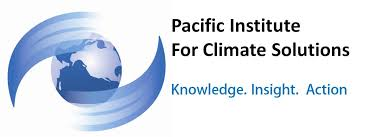 Pacific Institute
For Climate Solutions
Knowledge. Insight. Action